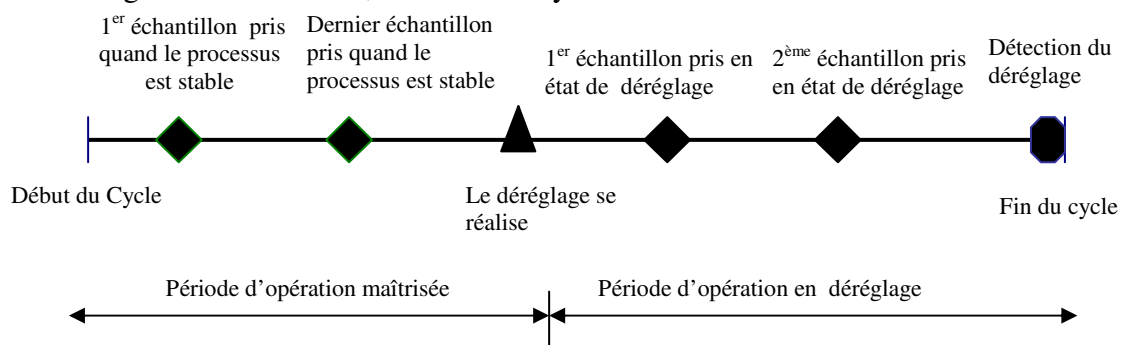 1er échantillon pris
quand le processus
est stable
Dernier échantillon
pris quand le
processus est stable
1er échantillon pris en
état de déréglage
2ème échantillon pris
en état de déréglage
Détection du
déréglage
Début du Cycle
Le déréglage se
réalise
Fin du cycle
Période d'opération maîtrisée
Période d'opération en déréglage